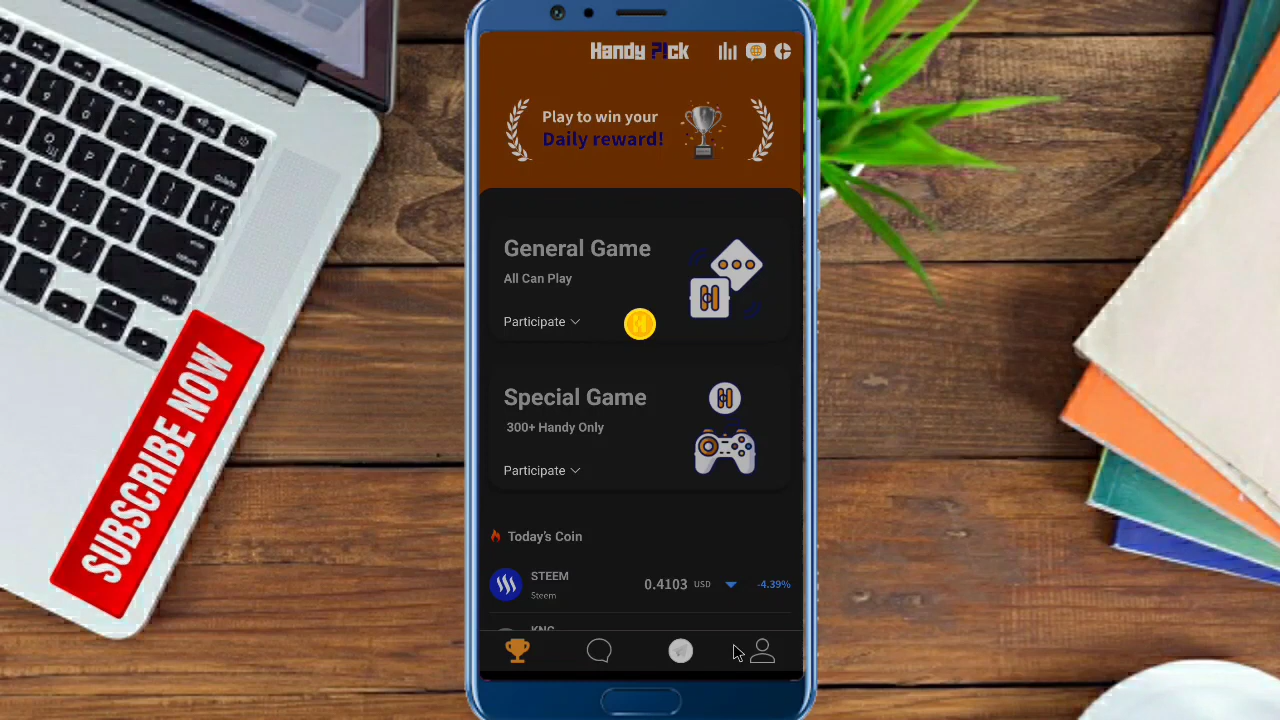 Handy Pick
Play to win your
Daily reward!
General Game
All Can Play
Participate
Special Game
300+ Handy Only
Participate
Today's Coin
STEEM
Steem
0.4103 USD -4.39%
KNC
SUBSCRIBE NOW